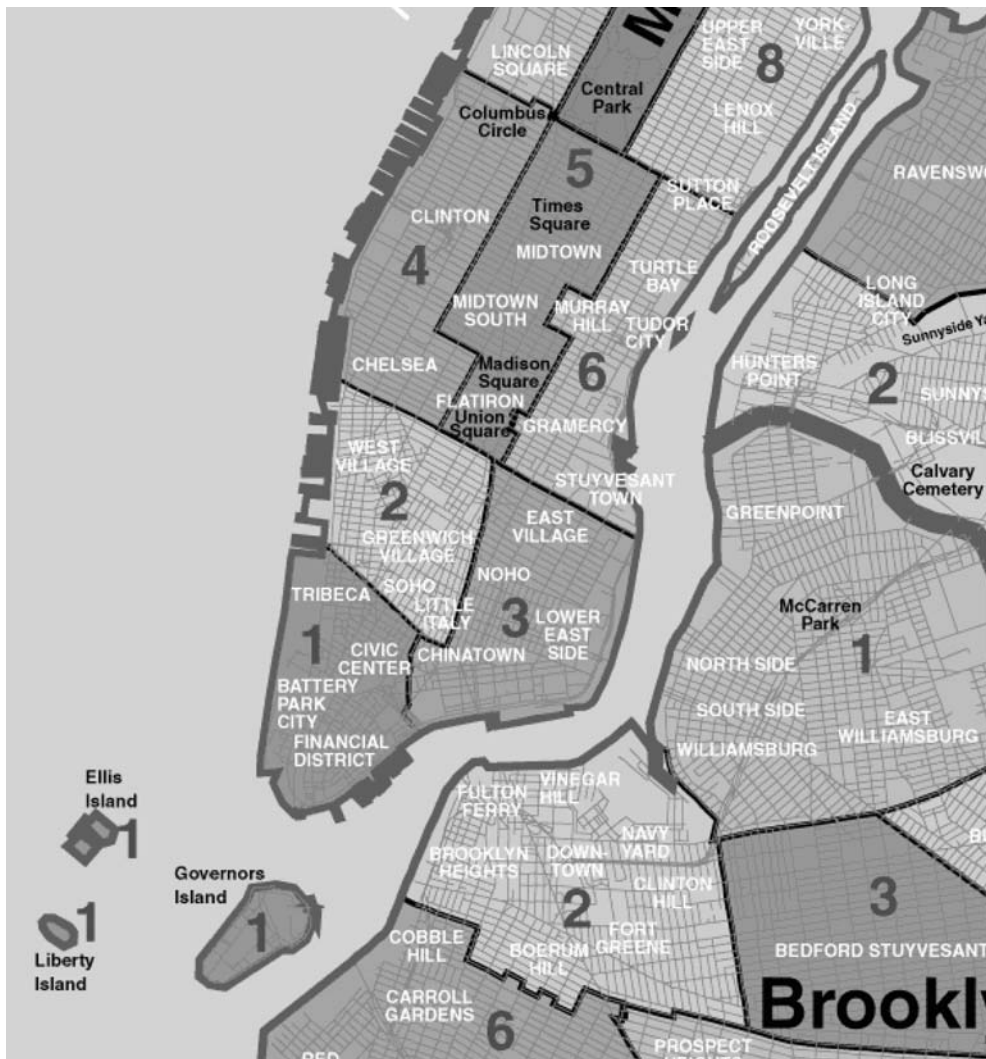 M
LINCOLN
SQUARE
UPPER
EAST
SIDE
YORK-
VILLE
8
Central
Park
Columbus
Circle
LENOX
HILL
ROOSEVELT ISLAND
5
RAVENSW
SUTTON
PLACE
Times
Square
CLINTON
MIDTOWN
4
TURTLE
BAY
LONG
ISLAND
CITY
MIDTOWN
SOUTH
MURRAY
HILL
TUDOR
CITY
Sunnyside Ya
CHELSEA
Madison
Square
6
HUNTERS
POINT
2
SUNNYS
FLATIRON
Union
Square
GRAMERCY
BLISSVIL
WEST
VILLAGE
Calvary
Cemetery
2
STUYVESANT
TOWN
GREENPOINT
EAST
VILLAGE
GREENWICH
VILLAGE
NOHO
TRIBECA
SOHO
LITTLE
ITALY
3
LOWER
EAST
SIDE
McCarren
Park
1
1
CIVIC
CENTER
CHINATOWN
NORTH SIDE
BATTERY
PARK
CITY
SOUTH SIDE
EAST
WILLIAMSBURG
FINANCIAL
DISTRICT
WILLIAMSBURG
Ellis
Island
1
VINEGAR
HILL
FULTON
FERRY
NAVY
YARD
BROOKLYN
HEIGHTS
DOWN-
TOWN
CLINTON
HILL
Governors
Island
1
2
3
1
Liberty
Island
COBBLE
HILL
BOERUM
HILL
FORT
GREENE
BEDFORD STUYVESANT
CARROLL
GARDENS
6
Brookly
PROSPECT
RED